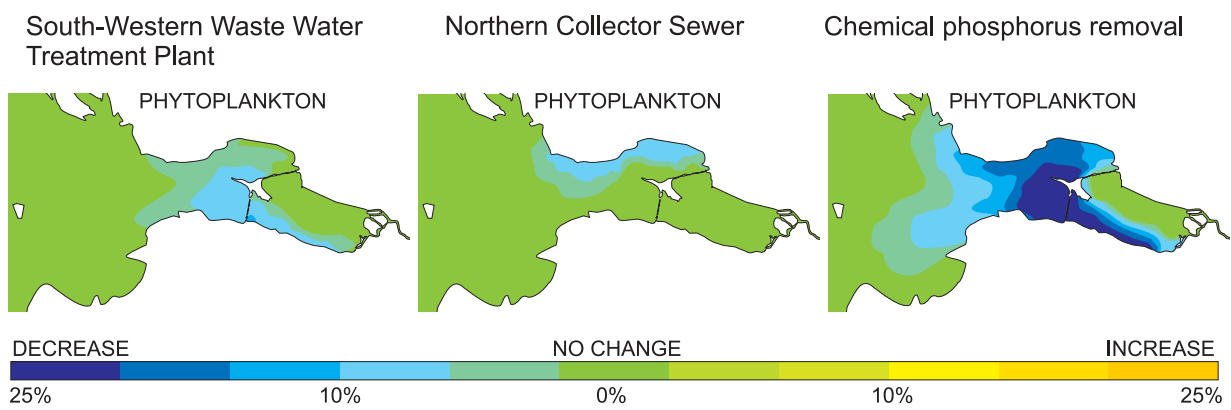 South-Western Waste Water
Treatment Plant
Northern Collector Sewer
Chemical phosphorus removal
PHYTOPLANKTON
PHYTOPLANKTON
PHYTOPLANKTON
DECREASE NO CHANGE INCREASE
25% 10% 0% 10% 25%